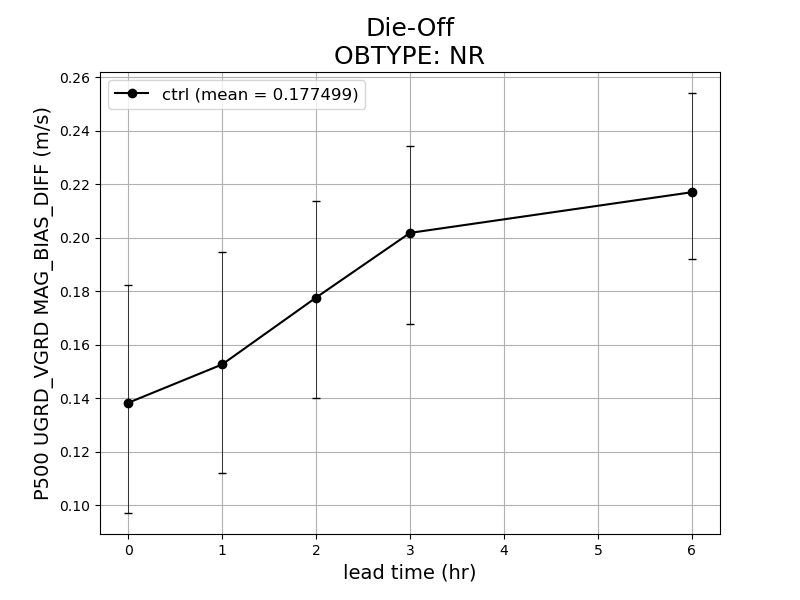 Die-Off
OBTYPE: NR
ctrl (mean = 0.177499)
P500 UGRD_VGRD MAG_BIAS_DIFF (m/s)
0.26
0.24
0.22
0.20
0.18
0.16
0.14
0.12
0.10
0 1 2 3 4 5 6
lead time (hr)